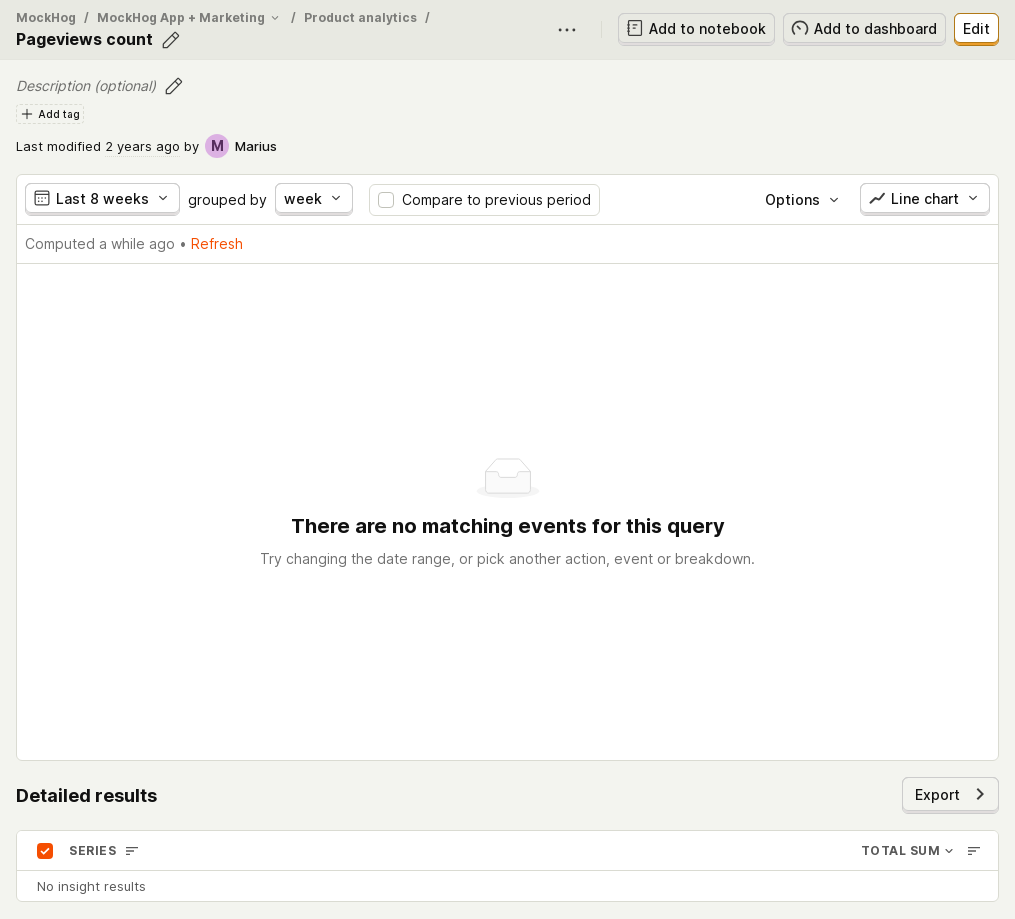 MockHog / MockHog App + Marketing / Product analytics /
Pageviews count
Add to notebook
Add to dashboard
Edit
Description (optional)
Add tag
Last modified 2 years ago by M Marius
Last 8 weeks grouped by week Compare to previous period Options Line chart
Computed a while ago • Refresh
There are no matching events for this query
Try changing the date range, or pick another action, event or breakdown.
Detailed results
Export
SERIES TOTAL SUM
No insight results